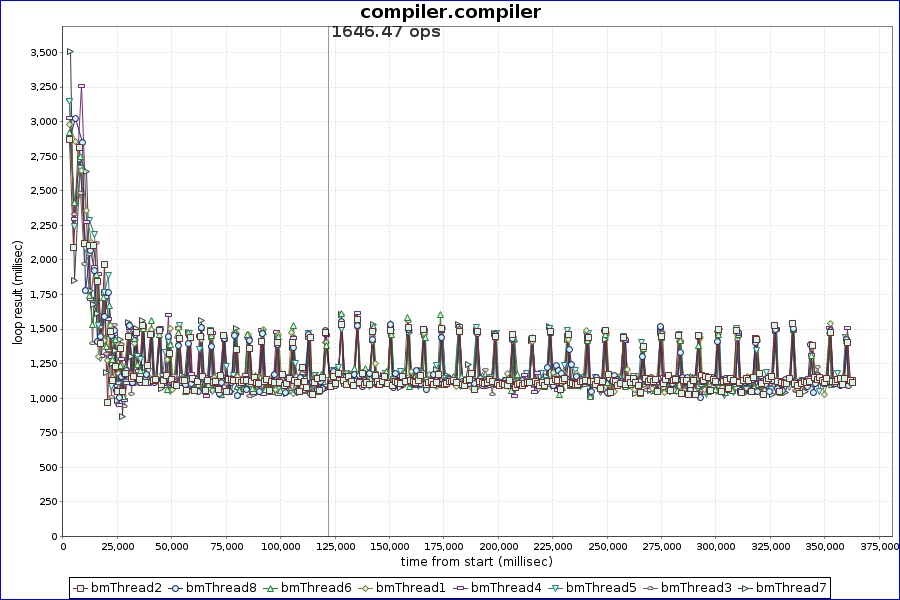 compiler.compiler
1646.47 ops
3,500
3,250
3,000
2,750
2,500
2,250
2,000
1,750
1,500
1,250
1,000
750
500
250
0
loop result (millisec)
0 25,000 50,000 75,000 100,000 125,000 150,000 175,000 200,000 225,000 250,000 275,000 300,000 325,000 350,000 375,000
time from start (millisec)
bmThread2 bmThread8 bmThread6 bmThread1 bmThread4 bmThread5 bmThread3 bmThread7